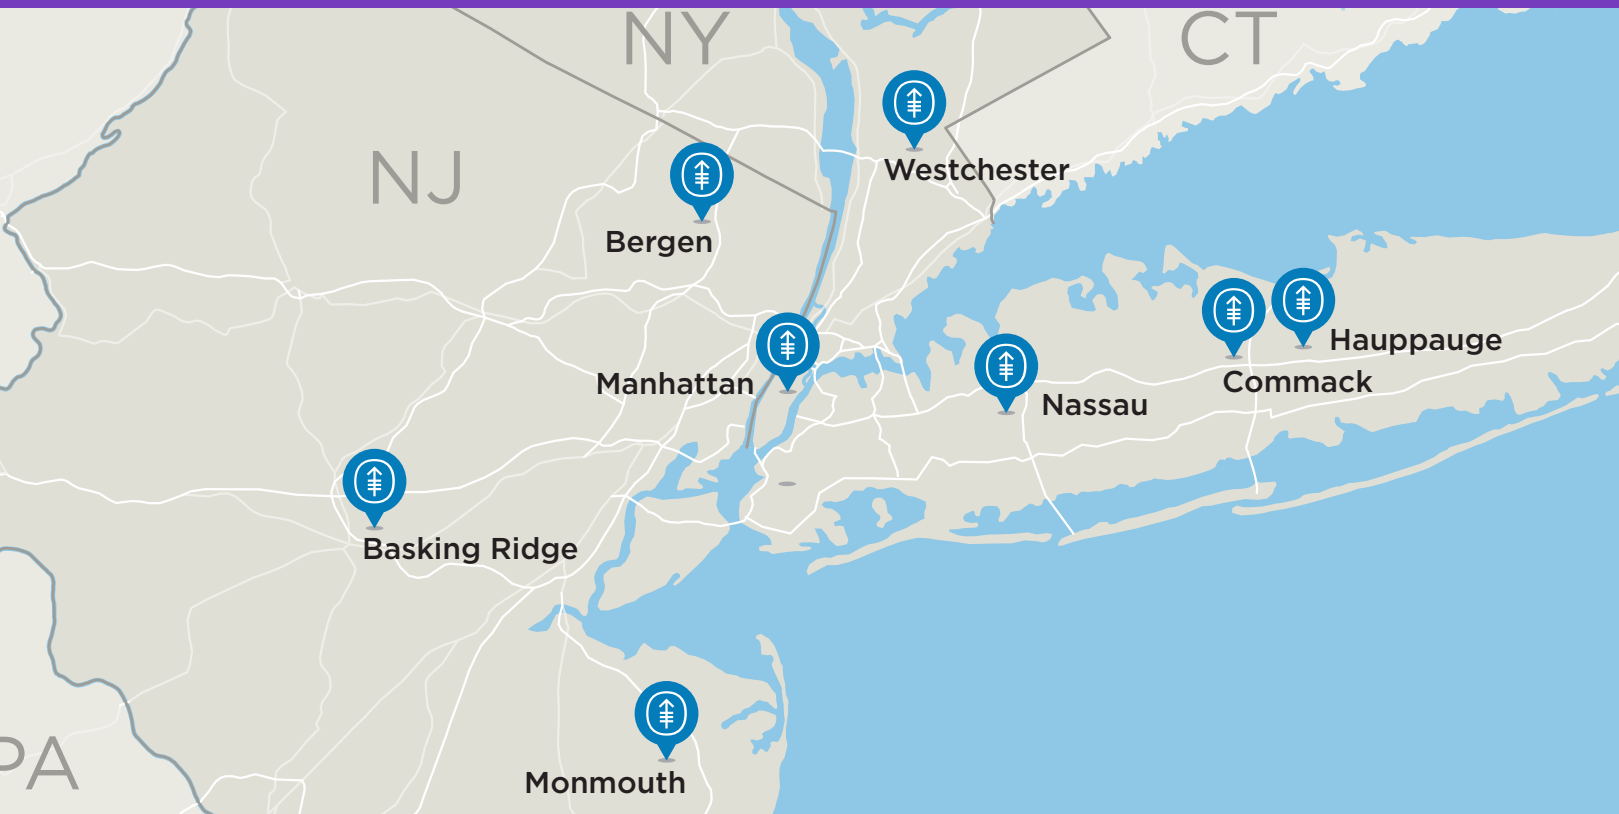 NY
CT
NJ
Westchester
Bergen
Hauppauge
Manhattan
Commack
Nassau
Basking Ridge
PA
Monmouth